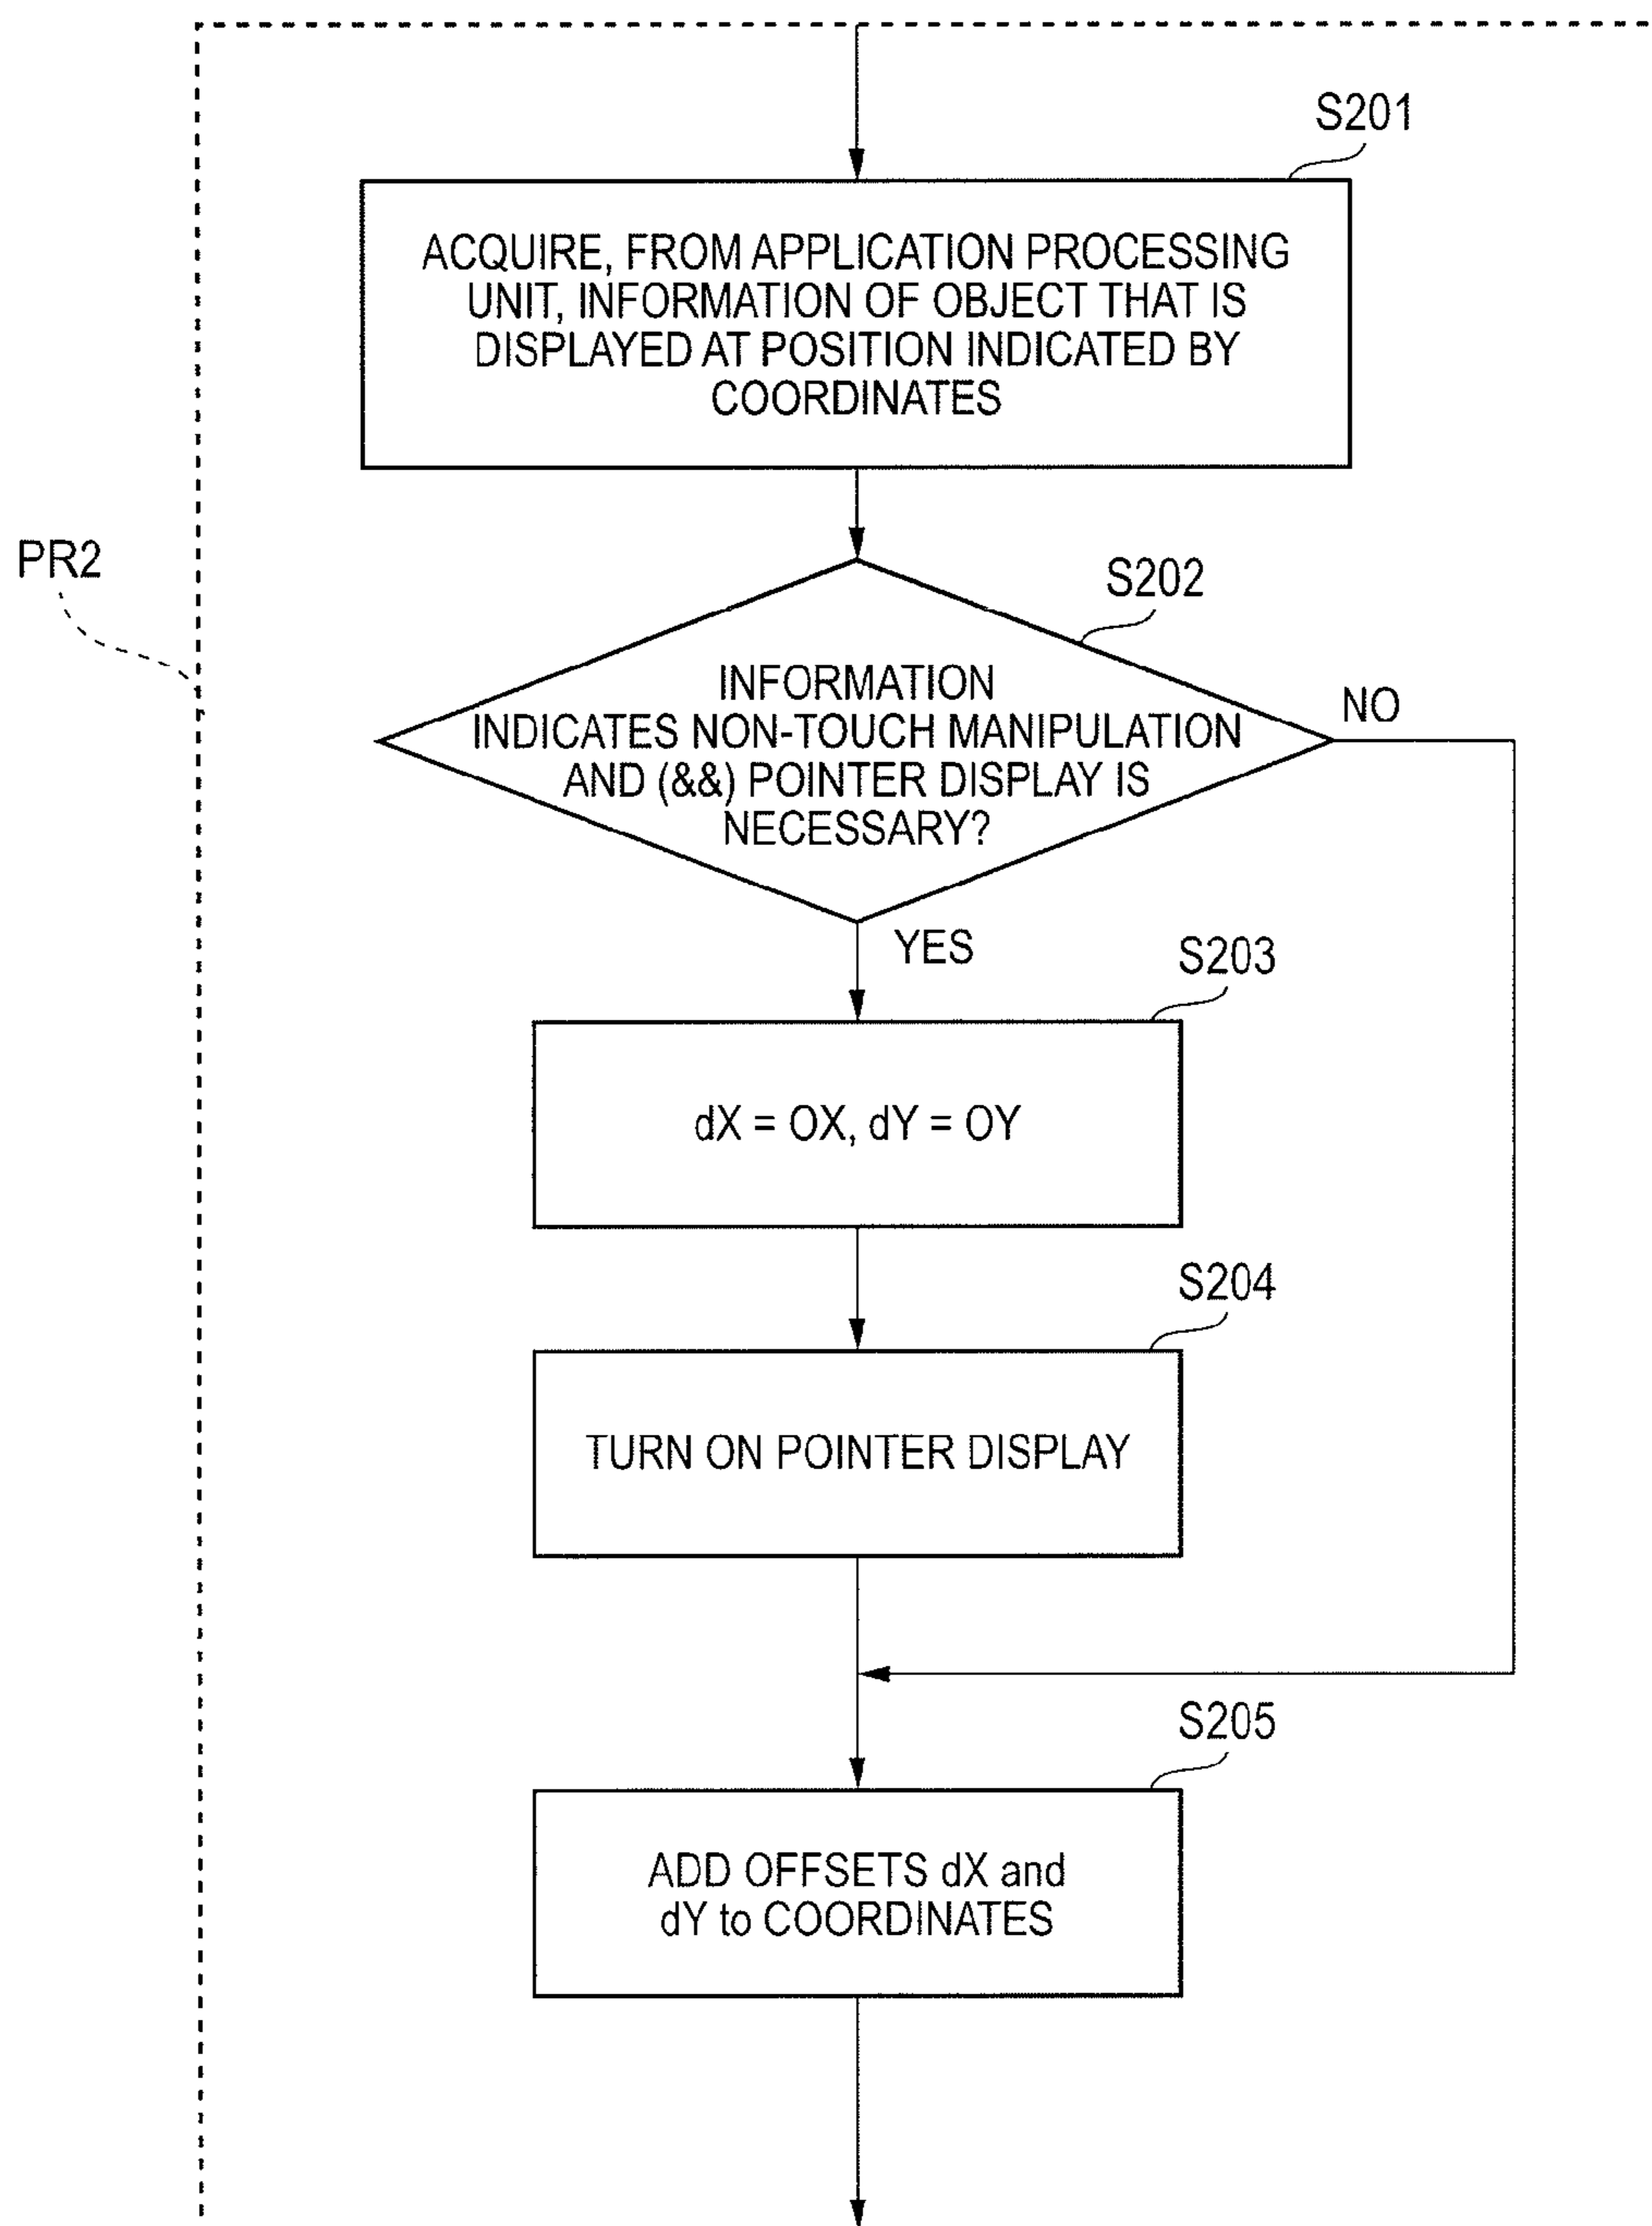 S201
ACQUIRE, FROM APPLICATION PROCESSING
UNIT, INFORMATION OF OBJECT THAT IS
DISPLAYED AT POSITION INDICATED BY
COORDINATES
PR2
S202
INFORMATION
INDICATES NON-TOUCH MANIPULATION
AND (&&) POINTER DISPLAY IS
NECESSARY?
NO
YES
S203
dX = OX, dY = OY
S204
TURN ON POINTER DISPLAY
S205
ADD OFFSETS dX and
dY to COORDINATES